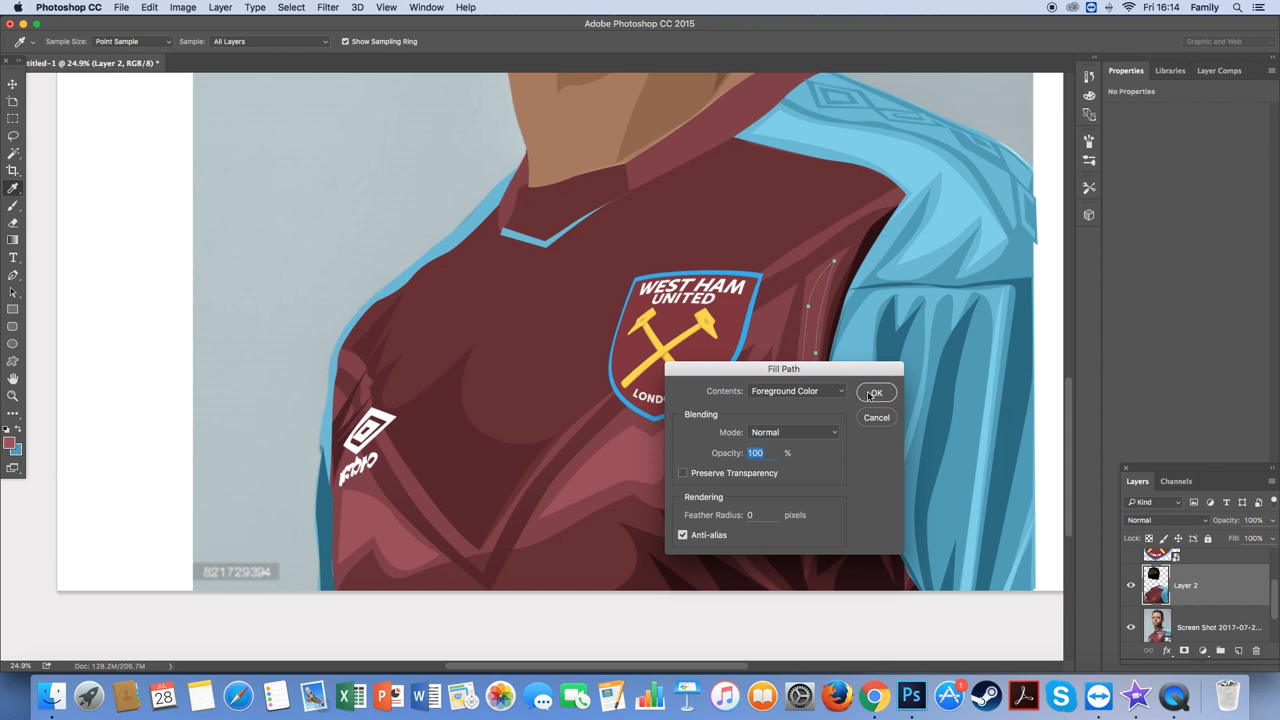 Photoshop CC File Edit Image Layer Type Select Filter 3D View Window Help Fri 16:14 Family
Adobe Photoshop CC 2015
Sample Size: Point Sample Sample: All Layers Show Sampling Ring Graphic and Web
ntitled-1 @ 24.9% (Layer 2, RGB/8) * Properties Libraries Layer Comps
No Properties
WEST HAM
UNITED
LOND
umbro
821729394
Fill Path
Contents: Foreground Color OK
Blending Cancel
Mode: Normal
Opacity: 100 %
Preserve Transparency
Rendering
Feather Radius: 0 pixels
Anti-alias
Layers Channels
Kind
Normal Opacity: 100%
Lock: Fill: 100%
Layer 2
Screen Shot 2017-07-2...
24.9% Doc: 128.2M/206.7M
JUL
28
Ps
1